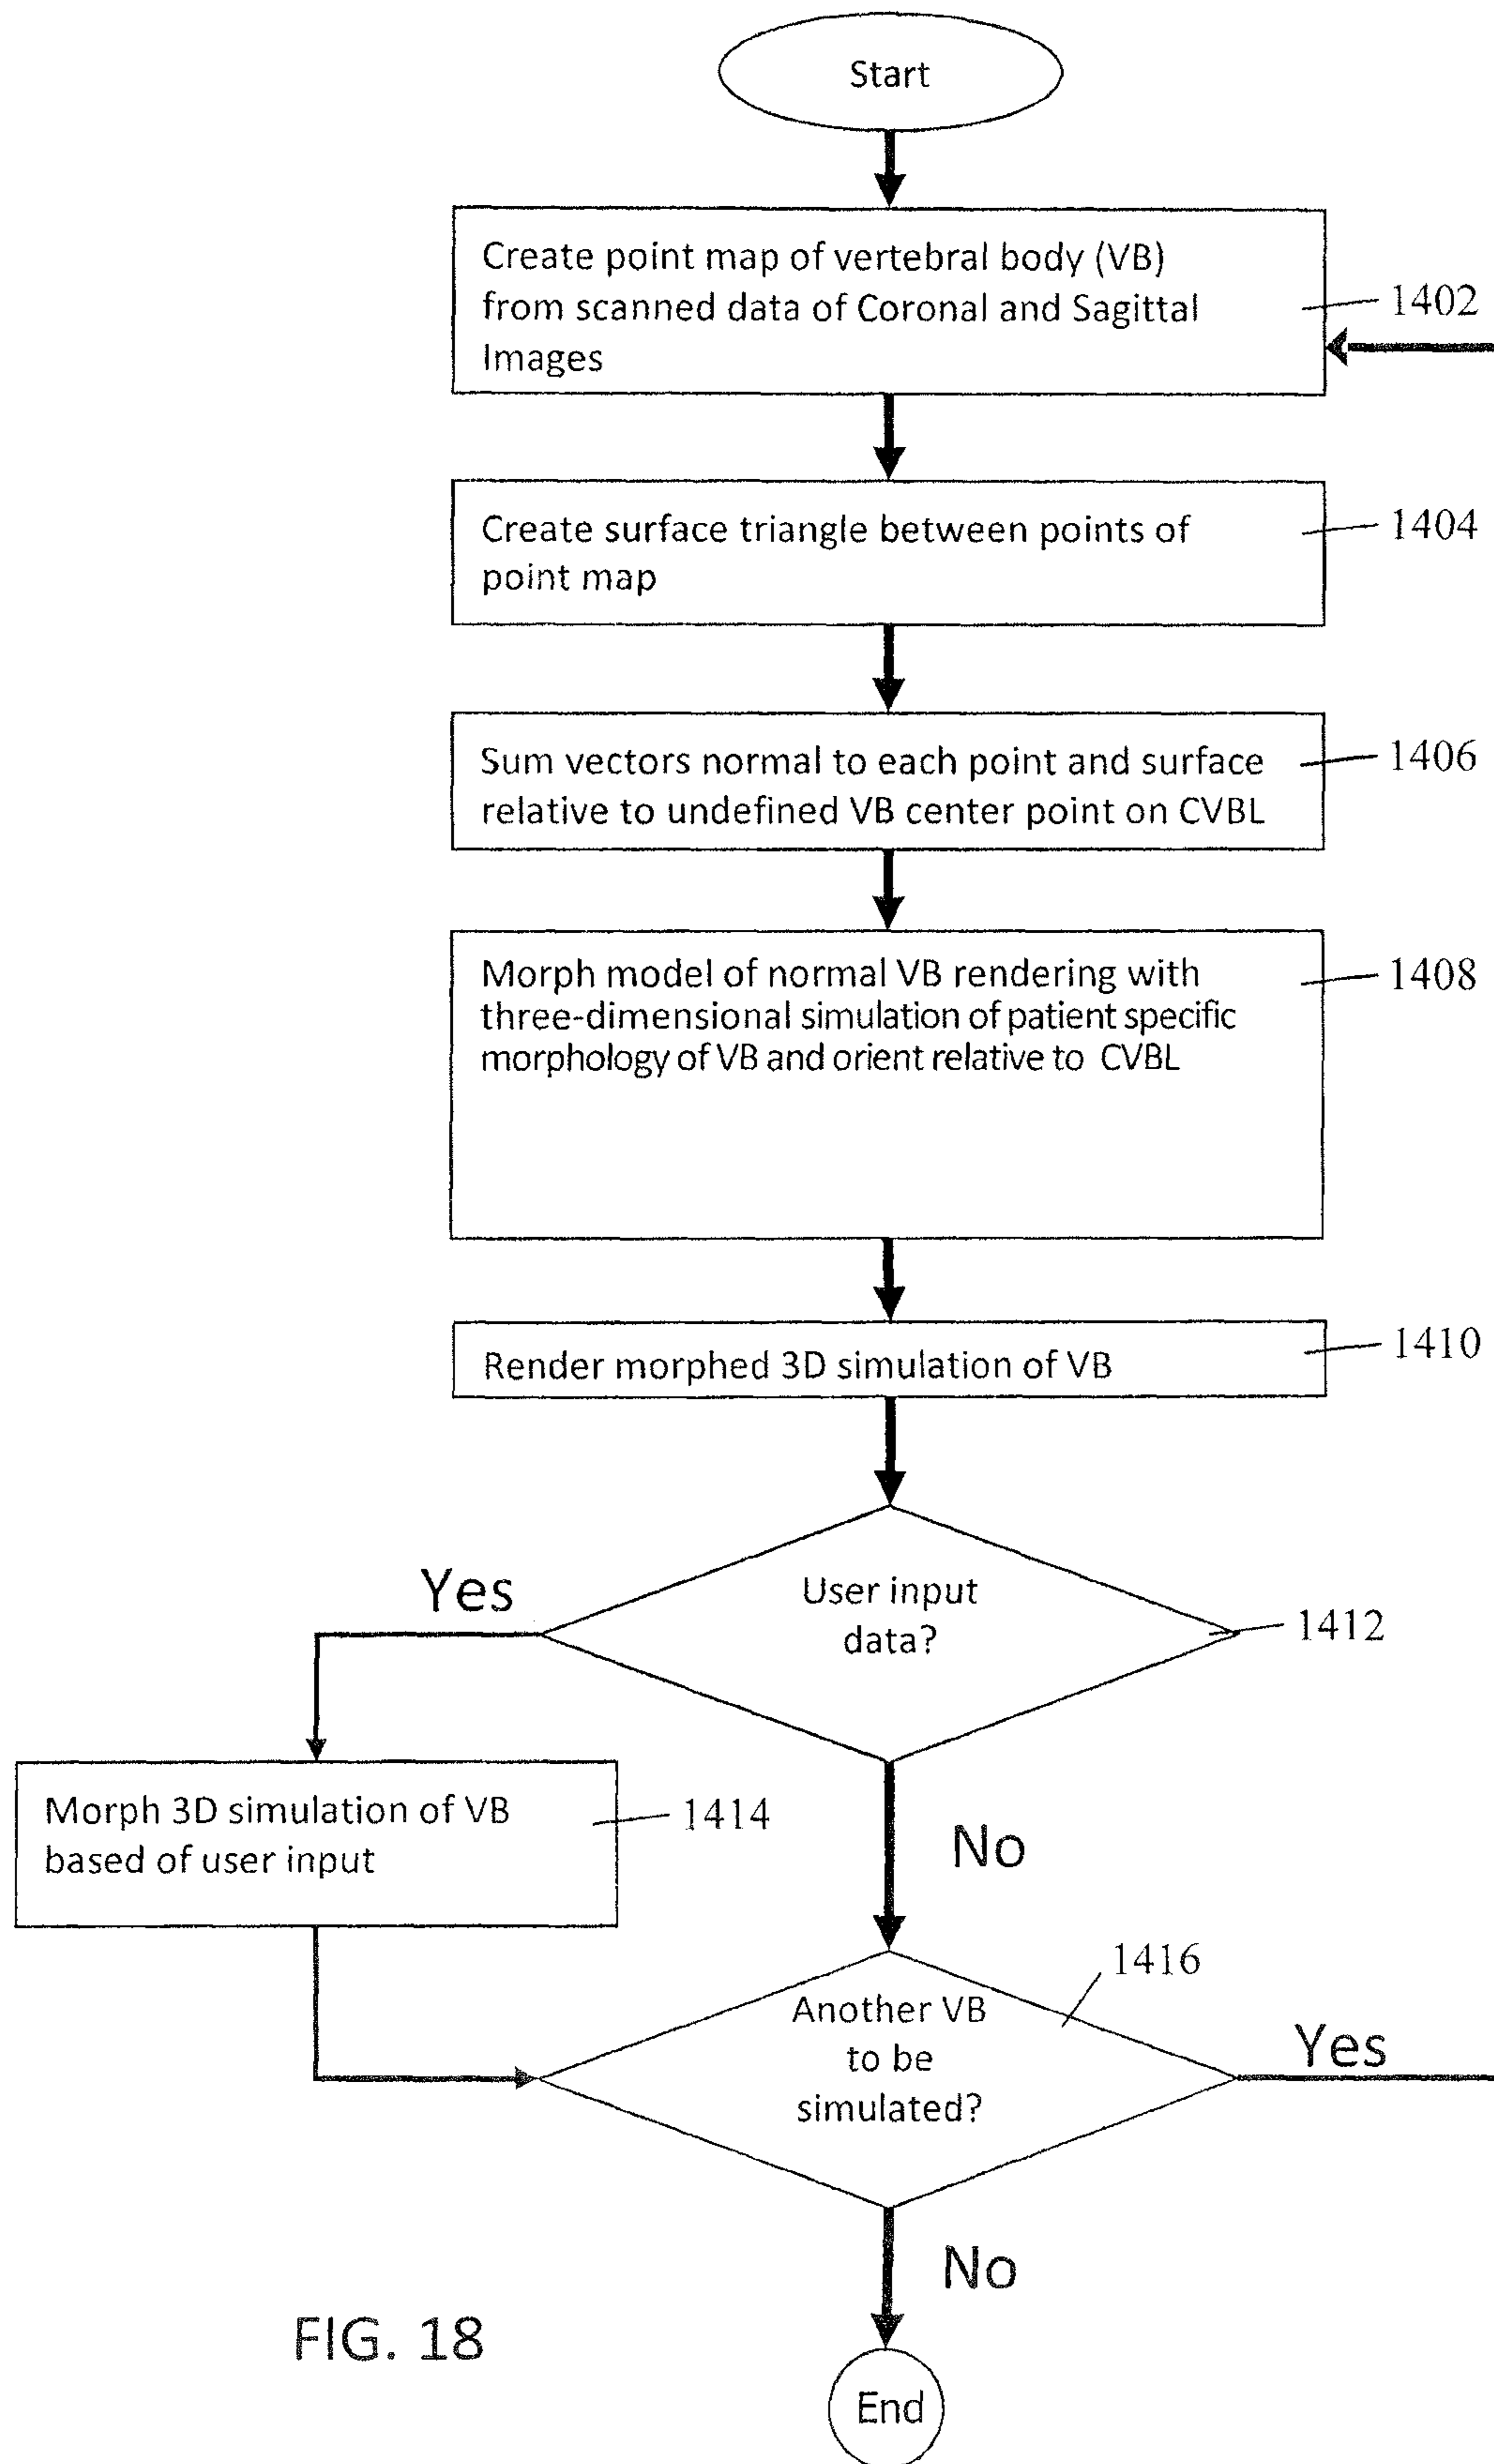 Start
Create point map of vertebral body (VB)
from scanned data of Coronal and Sagittal
Images
1402
Create surface triangle between points of
point map
1404
Sum vectors normal to each point and surface
relative to undefined VB center point on CVBL
1406
Morph model of normal VB rendering with
three-dimensional simulation of patient specific
morphology of VB and orient relative to CVBL
1408
Render morphed 3D simulation of VB
1410
User input
data?
1412
Yes
Morph 3D simulation of VB
based of user input
1414
No
Another VB
to be
simulated?
1416
Yes
No
End
FIG. 18